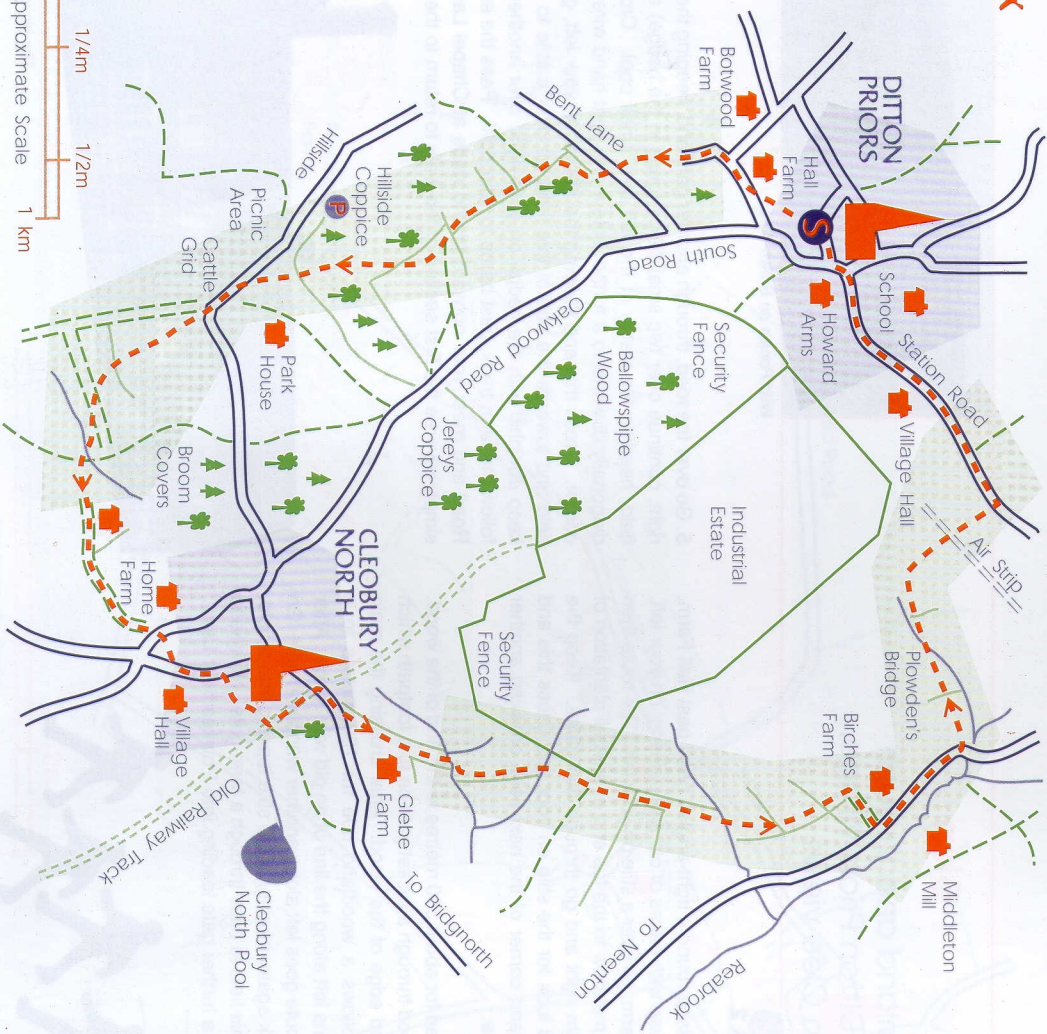 DITTON
PRIORS
Botwood
Farm
Hall
Farm
S
School
Howard
Arms
Station Road
Village Hall
Air Strip
Bent Lane
South Road
Security
Fence
Bellowspipe
Wood
Oakwood Road
Industrial
Estate
Plowden's
Bridge
Birches
Farm
Middleton
Mill
Hillside
Hillside
Coppice
P
Picnic
Area
Cattle
Grid
Park
House
Jereys
Coppice
Broom
Covers
Security
Fence
CLEOBURY
NORTH
Home
Farm
Village
Hall
Glebe
Farm
To Bridgnorth
To Neenton
Reabrook
Old Railway Track
Cleobury
North Pool
1/4m
1/2m
1 km
Scale